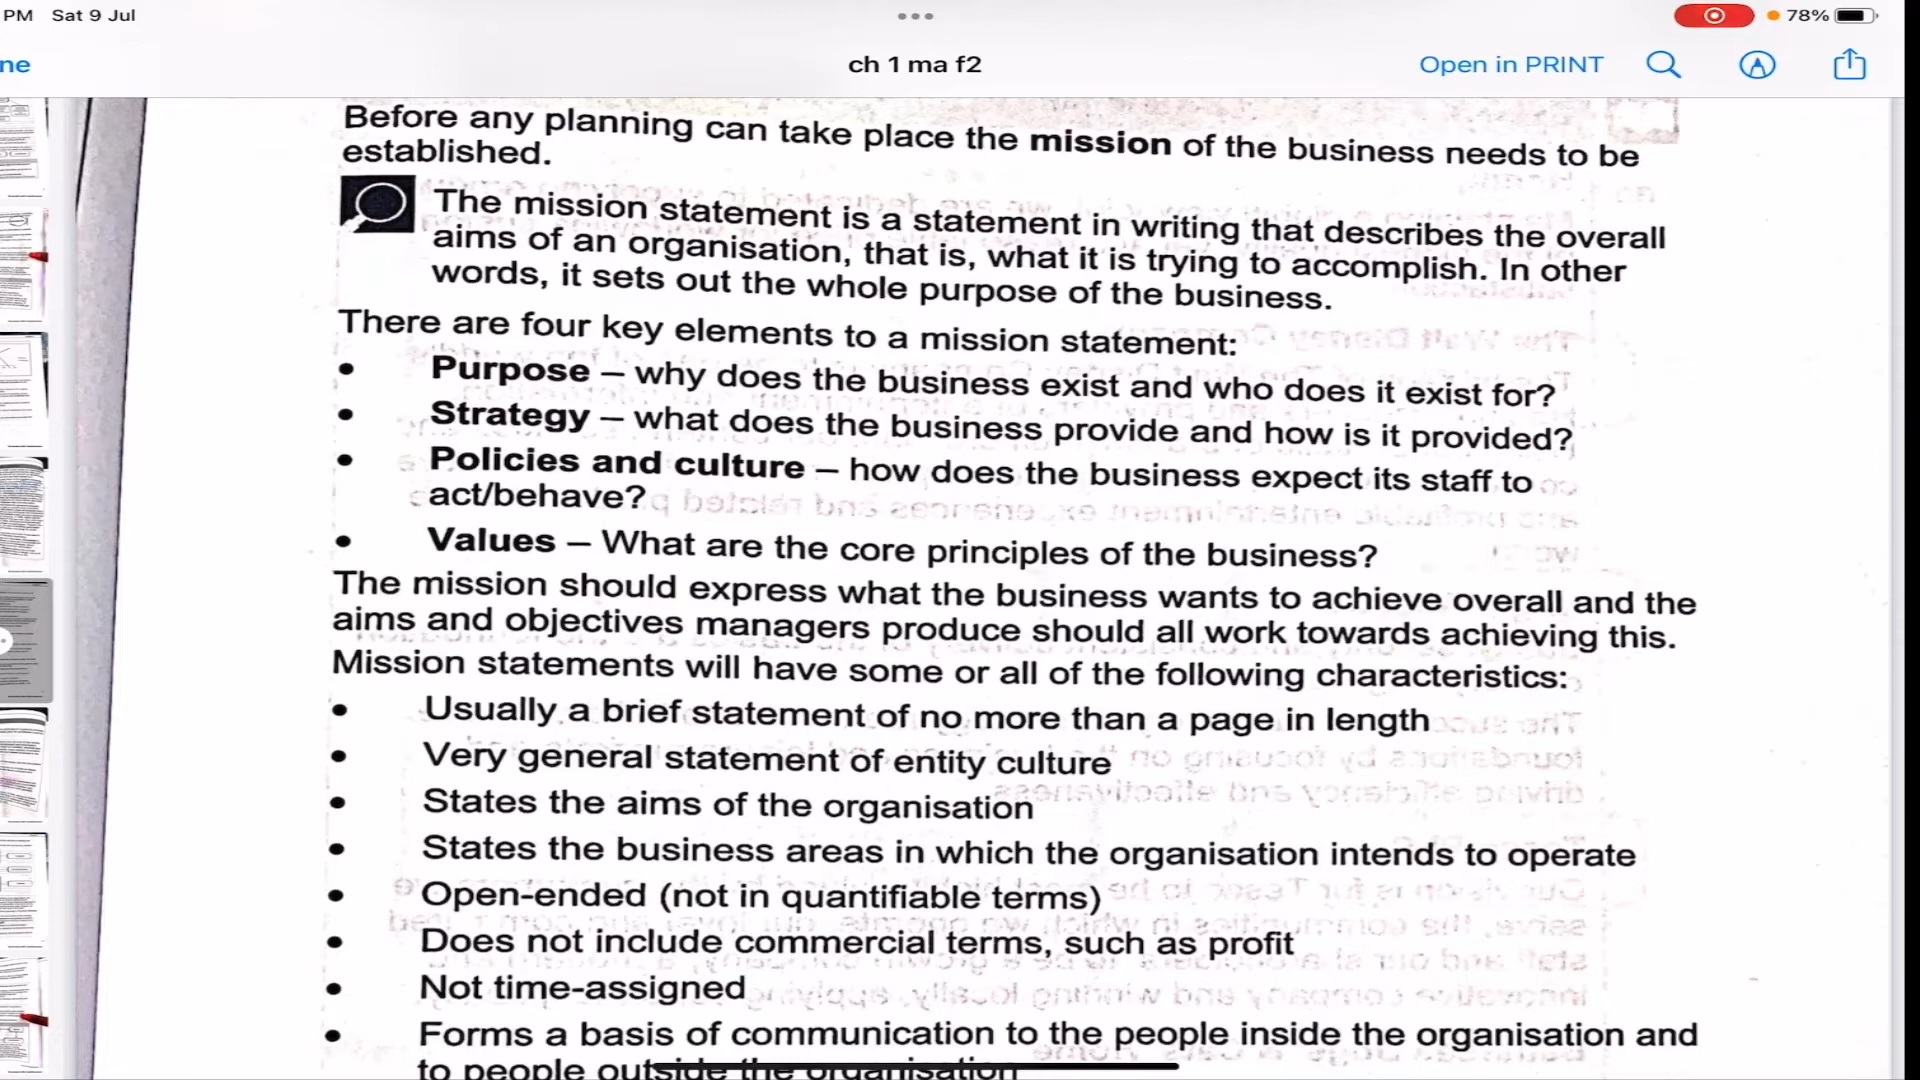 PM Sat 9 Jul
78%
ne
ch 1 ma f2
Open in PRINT
Before any planning can take place the mission of the business needs to be
established.
The mission statement is a statement in writing that describes the overall
aims of an organisation, that is, what it is trying to accomplish. In other
words, it sets out the whole purpose of the business.
There are four key elements to a mission statement:
• Purpose – why does the business exist and who does it exist for?
• Strategy – what does the business provide and how is it provided?
• Policies and culture – how does the business expect its staff to
act/behave?
• Values – What are the core principles of the business?
The mission should express what the business wants to achieve overall and the
aims and objectives managers produce should all work towards achieving this.
Mission statements will have some or all of the following characteristics:
• Usually a brief statement of no more than a page in length
• Very general statement of entity culture
• States the aims of the organisation
• States the business areas in which the organisation intends to operate
• Open-ended (not in quantifiable terms)
• Does not include commercial terms, such as profit
• Not time-assigned
• Forms a basis of communication to the people inside the organisation and
to people outside the organisation